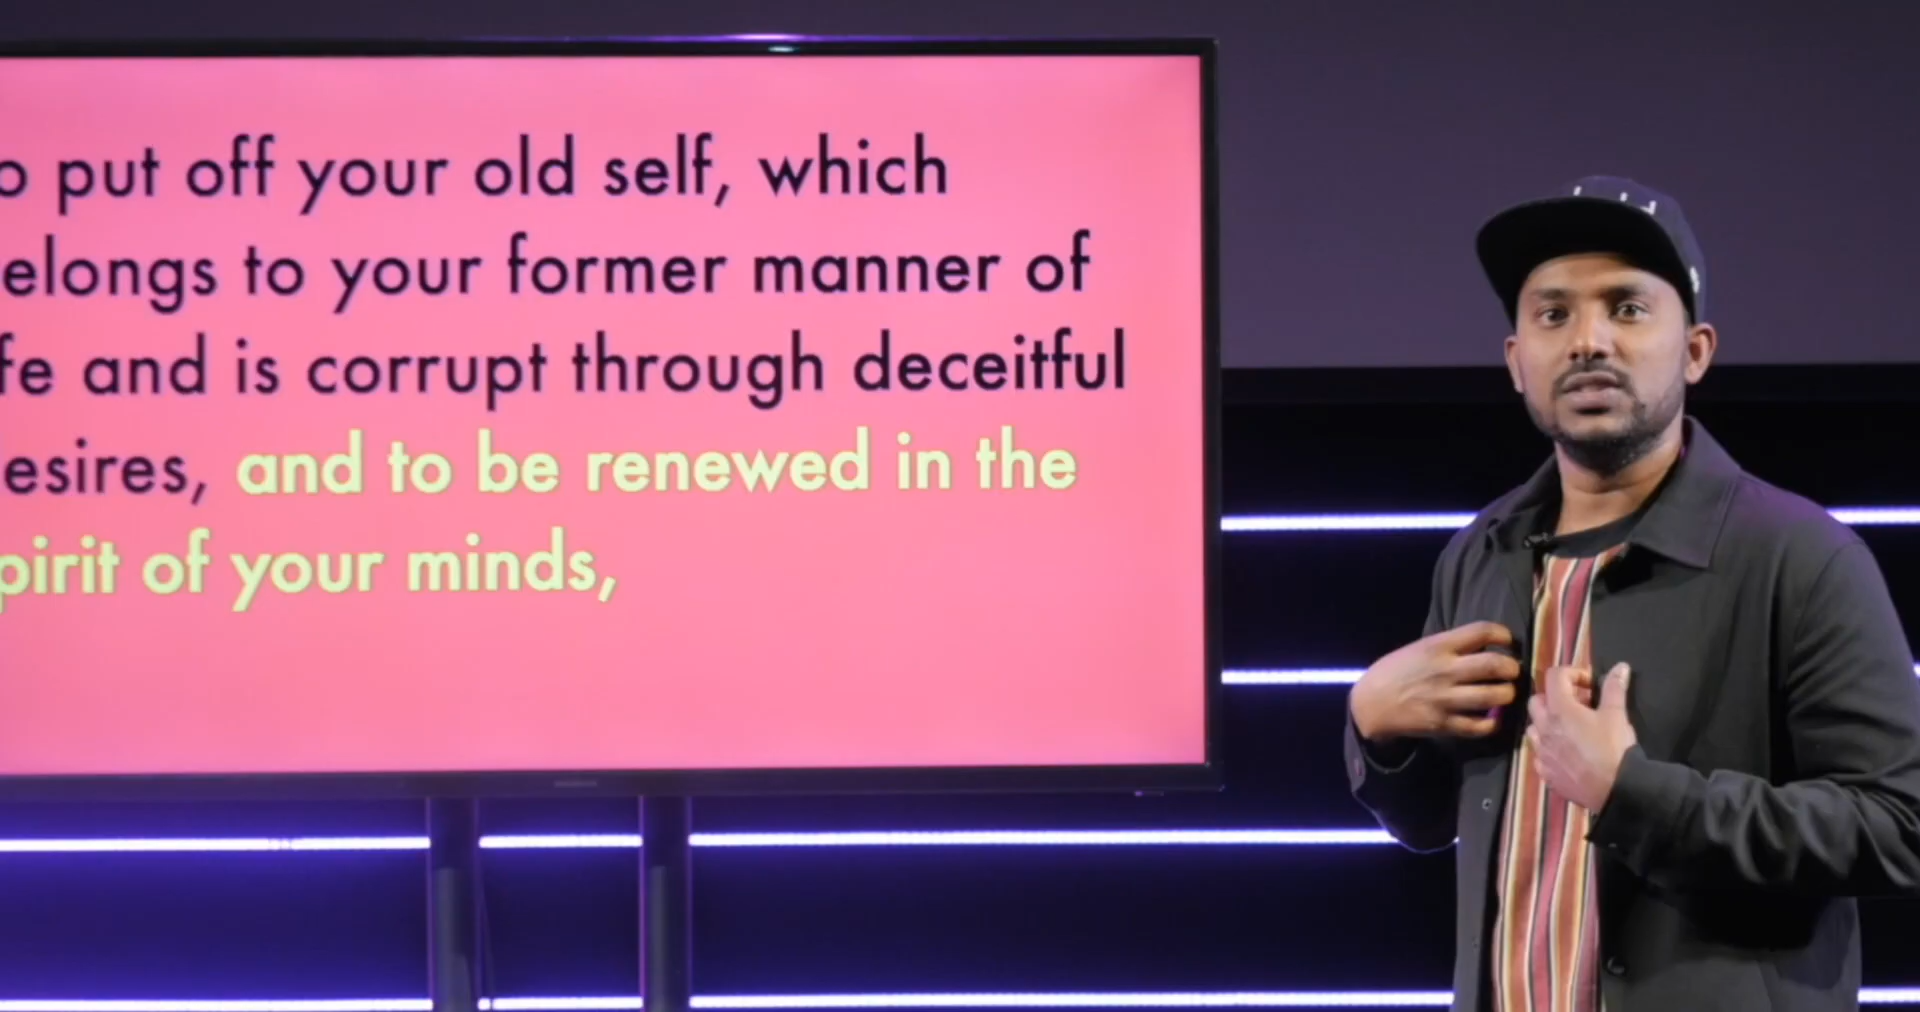 o put off your old self, which
elongs to your former manner of
fe and is corrupt through deceitful
esires, and to be renewed in the
pirit of your minds,